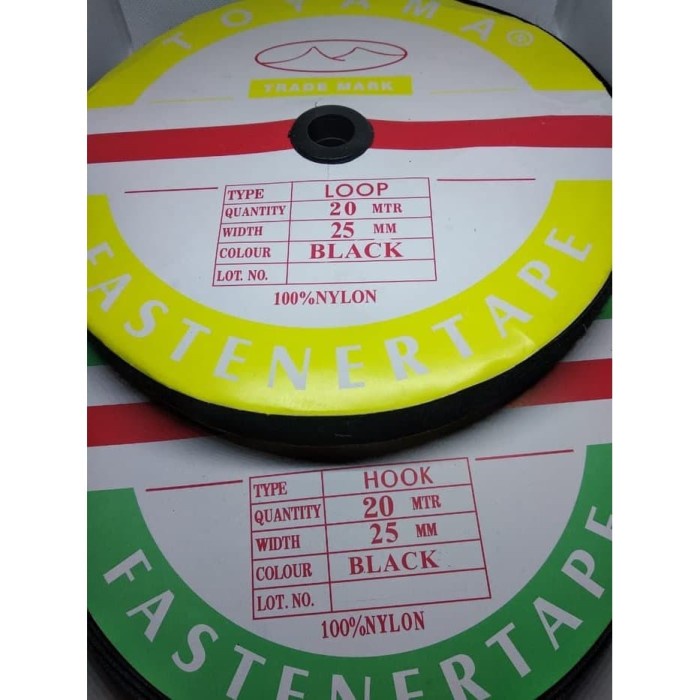 TOYAMA®
TRADE MARK
TYPE LOOP
QUANTITY 20 MTR
WIDTH 25 MM
COLOUR BLACK
LOT. NO.
100%NYLON
FASTENERTAPE
TYPE HOOK
QUANTITY 20 MTR
WIDTH 25 MM
COLOUR BLACK
LOT. NO.
100%NYLON
FASTENERTAPE